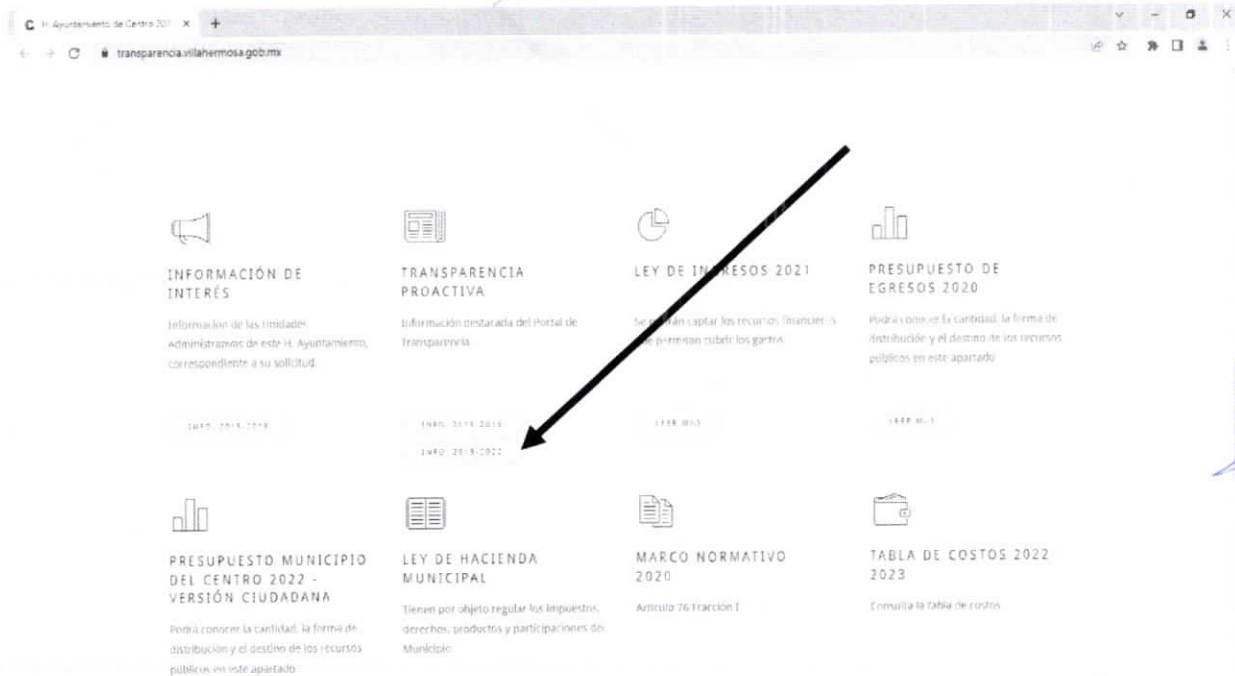 H. Ayuntamiento de Centro 20
transparencia.villahermosa.gob.mx
INFORMACIÓN DE
INTERÉS
Información de las Unidades
Administrativas de este H. Ayuntamiento,
correspondiente a su solicitud.
TRANSPARENCIA
PROACTIVA
Información destacada del Portal de
Transparencia
INFO. 2019-2022
LEY DE INGRESOS 2021
Se podrán captar los recursos financieros
permitan cubrir los gastos.
PRESUPUESTO DE
EGRESOS 2020
Podrá conocer la cantidad, la forma de
distribución y el destino de los recursos
públicos en este apartado
PRESUPUESTO MUNICIPIO
DEL CENTRO 2022 -
VERSIÓN CIUDADANA
Podrá conocer la cantidad, la forma de
distribución y el destino de los recursos
públicos en este apartado
LEY DE HACIENDA
MUNICIPAL
Tienen por objeto regular los impuestos,
derechos, productos y participaciones del
Municipio
MARCO NORMATIVO
2020
Artículo 76 Fracción I
TABLA DE COSTOS 2022
2023
Consulta la tabla de costos